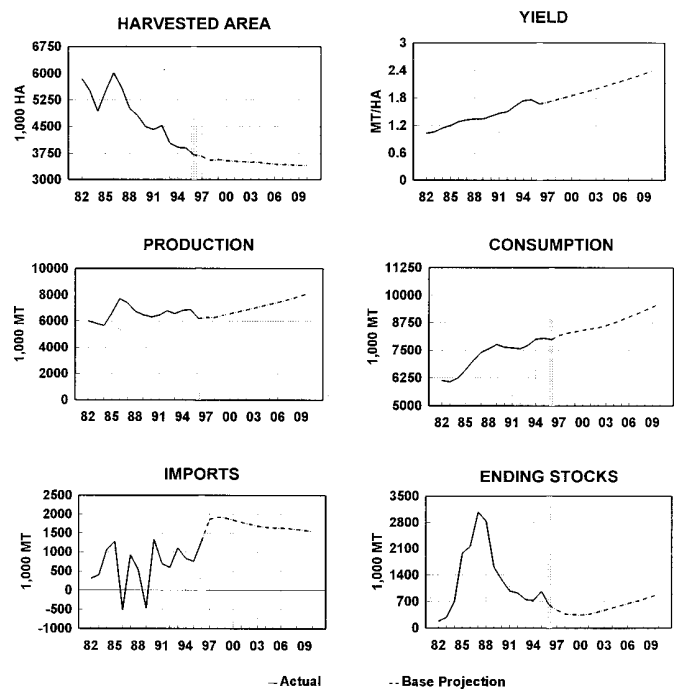 HARVESTED AREA
1,000 HA
6750
6000
5250
4500
3750
3000
82 85 88 91 94 97 00 03 06 09
YIELD
MT/HA
3
2.4
1.8
1.2
0.6
0
82 85 88 91 94 97 00 03 06 09
PRODUCTION
1,000 MT
10000
8000
6000
4000
2000
0
82 85 88 91 94 97 00 03 06 09
CONSUMPTION
1,000 MT
11250
10000
8750
7500
6250
5000
82 85 88 91 94 97 00 03 06 09
IMPORTS
1,000 MT
2500
2000
1500
1000
500
0
-500
-1000
82 85 88 91 94 97 00 03 06 09
ENDING STOCKS
1,000 MT
3500
2800
2100
1400
700
0
82 85 88 91 94 97 00 03 06 09
Actual
Base Projection